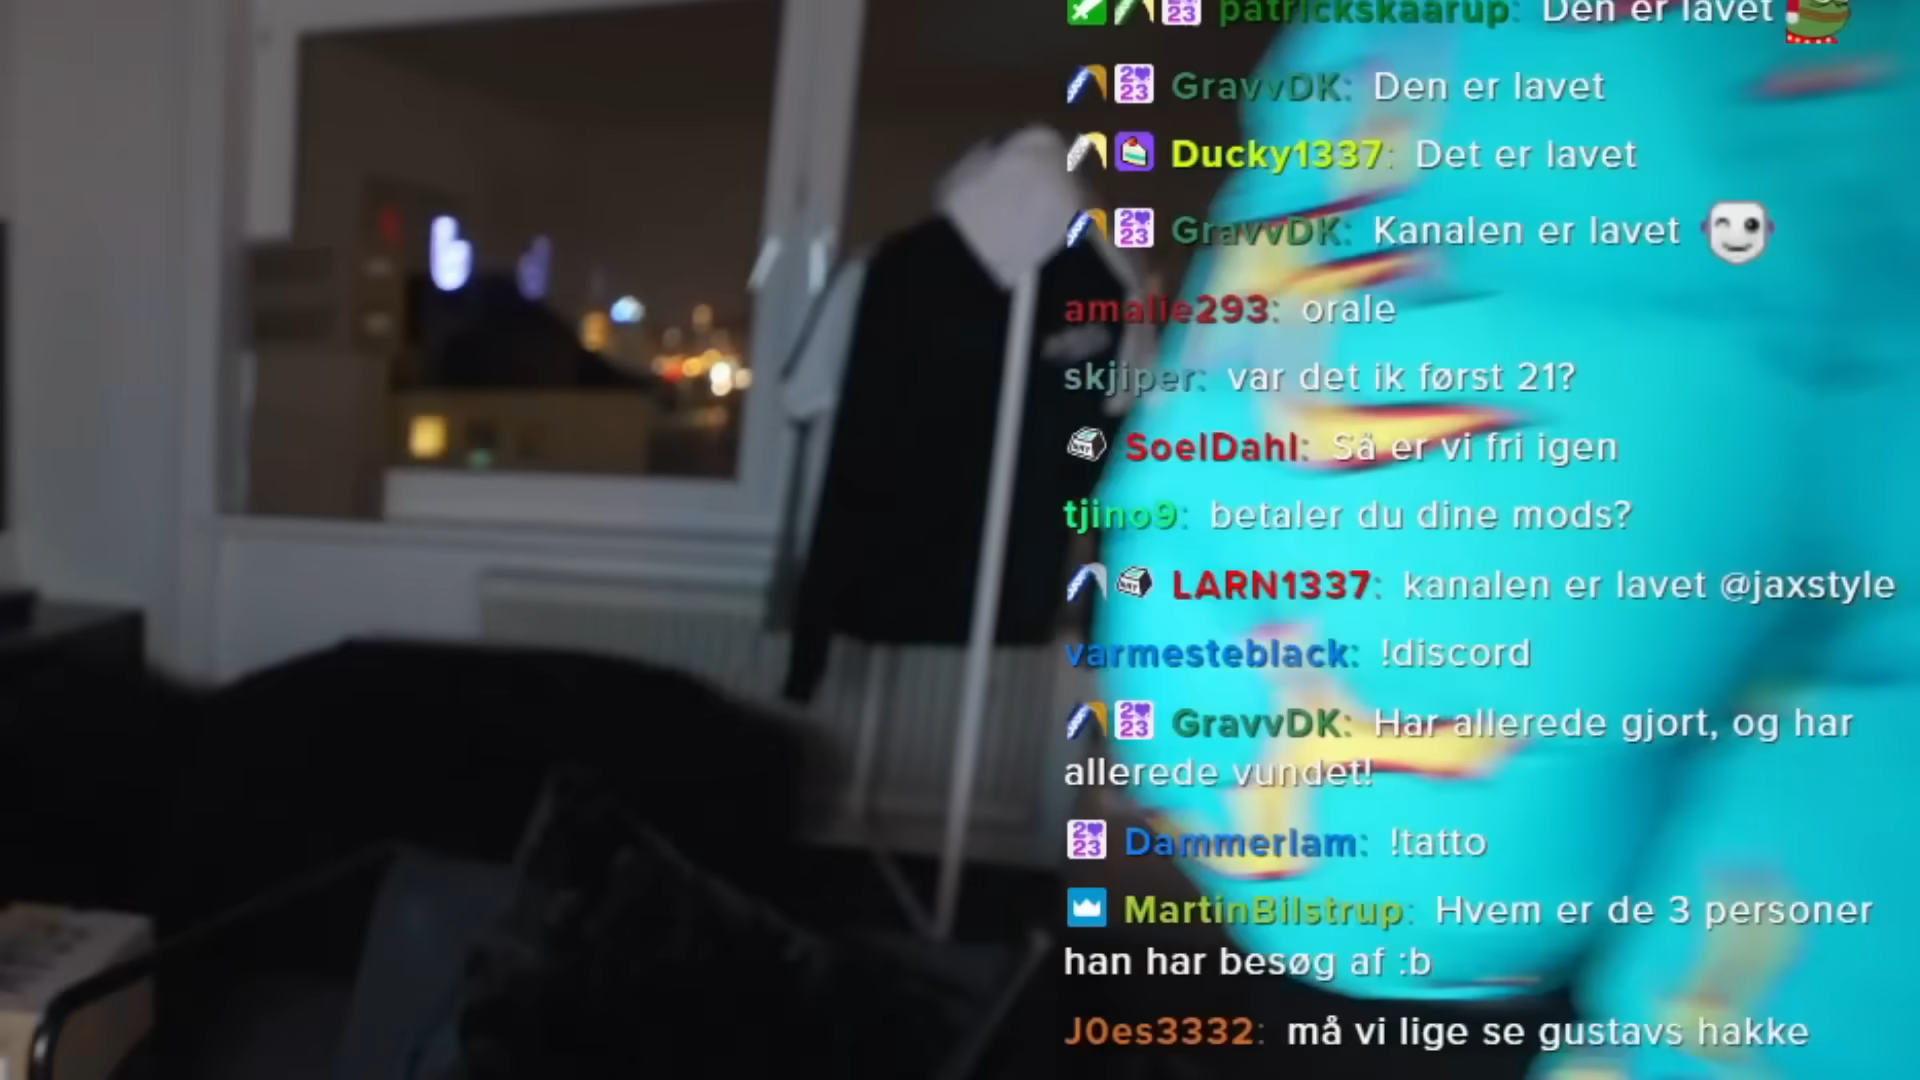 patrickskaarup: Den er lavet
GravvDK: Den er lavet
Ducky1337: Det er lavet
GravvDK: Kanalen er lavet
amalie293: orale
skjiper: var det ik først 21?
SoelDahl: Så er vi fri igen
tjino9: betaler du dine mods?
LARN1337: kanalen er lavet @jaxstyle
varmesteblack: !discord
GravvDK: Har allerede gjort, og har
allerede vundet!
Dammerlam: !tatto
MartinBilstrup: Hvem er de 3 personer
han har besøg af :b
J0es3332: må vi lige se gustavs hakke